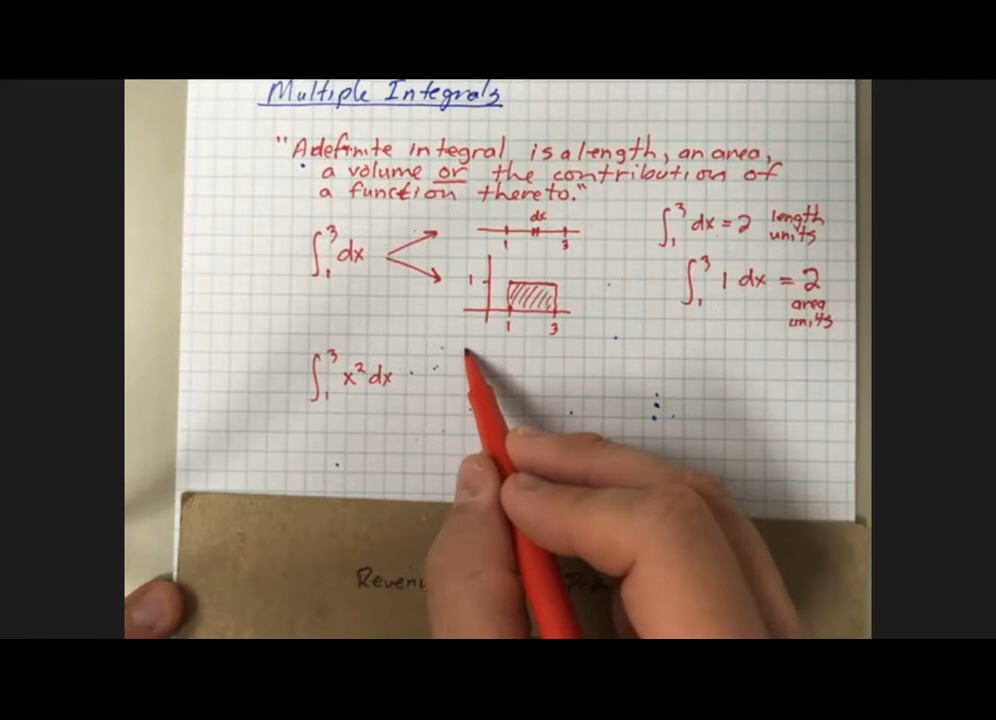 Multiple Integrals
"A definite integral is a length, an area,
a volume or the contribution of
a function thereto."
∫₁³ dx
dx
1 3
1
1 3
∫₁³ dx = 2 length
units
∫₁³ 1 dx = 2
area
units
∫₁³ x² dx